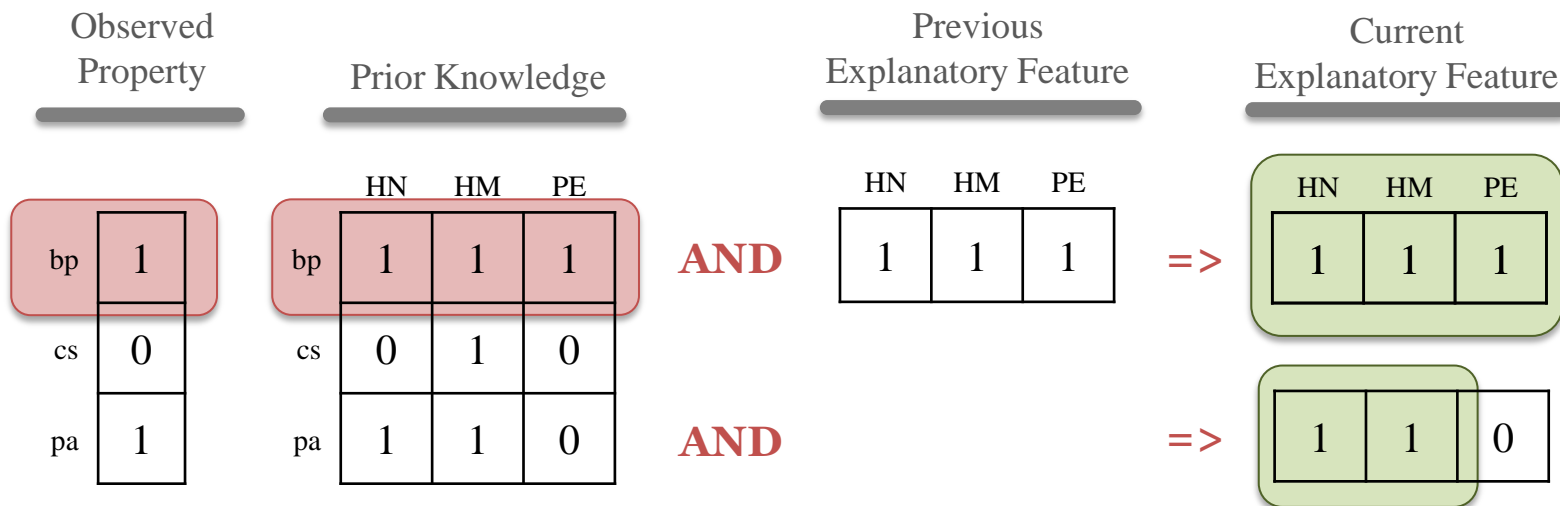 Observed
Property
Prior Knowledge
Previous
Explanatory Feature
Current
Explanatory Feature
HN HM PE
HN HM PE
HN HM PE
bp 1 bp 1 1 1 AND 1 1 1 => 1 1 1
cs 0 cs 0 1 0
pa 1 pa 1 1 0 AND => 1 1 0